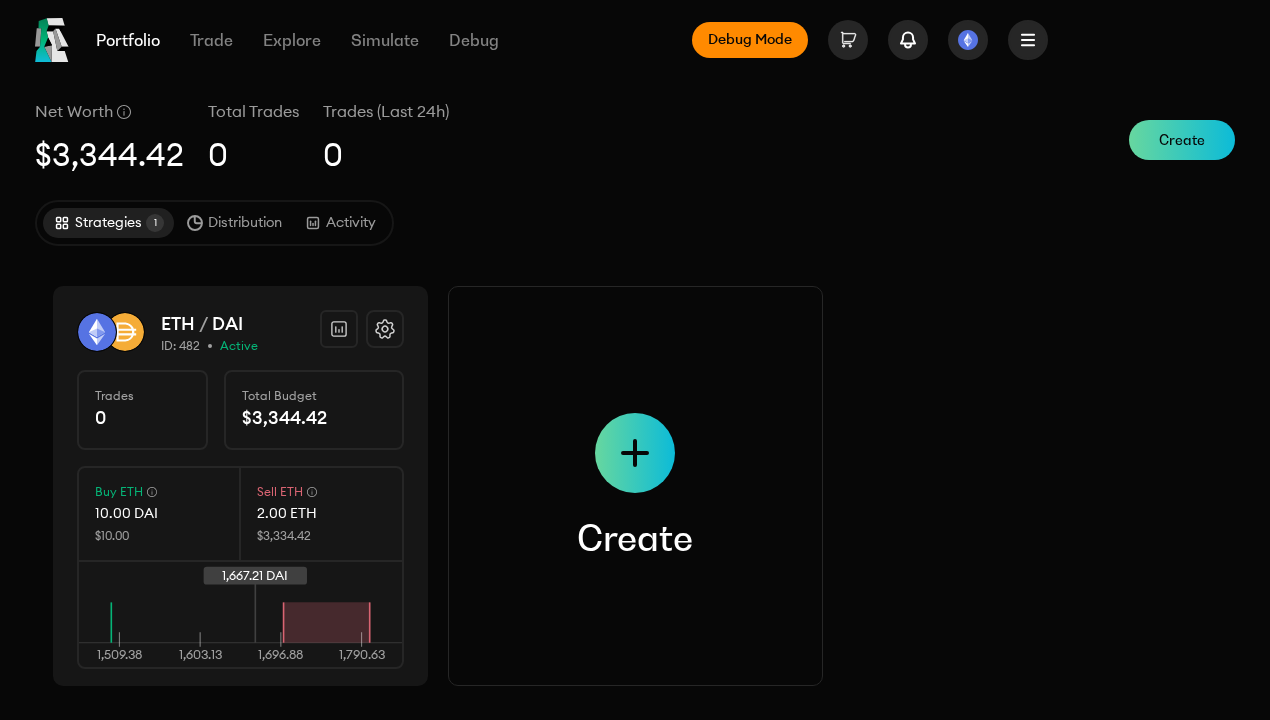 Portfolio Trade Explore Simulate Debug Debug Mode
Net Worth Total Trades Trades (Last 24h)
$3,344.42 0 0
Create
Strategies 1 Distribution Activity
ETH / DAI
ID: 482 • Active
Trades Total Budget
0 $3,344.42
Buy ETH Sell ETH
10.00 DAI 2.00 ETH
$10.00 $3,334.42
1,667.21 DAI
1,509.38 1,603.13 1,696.88 1,790.63
Create